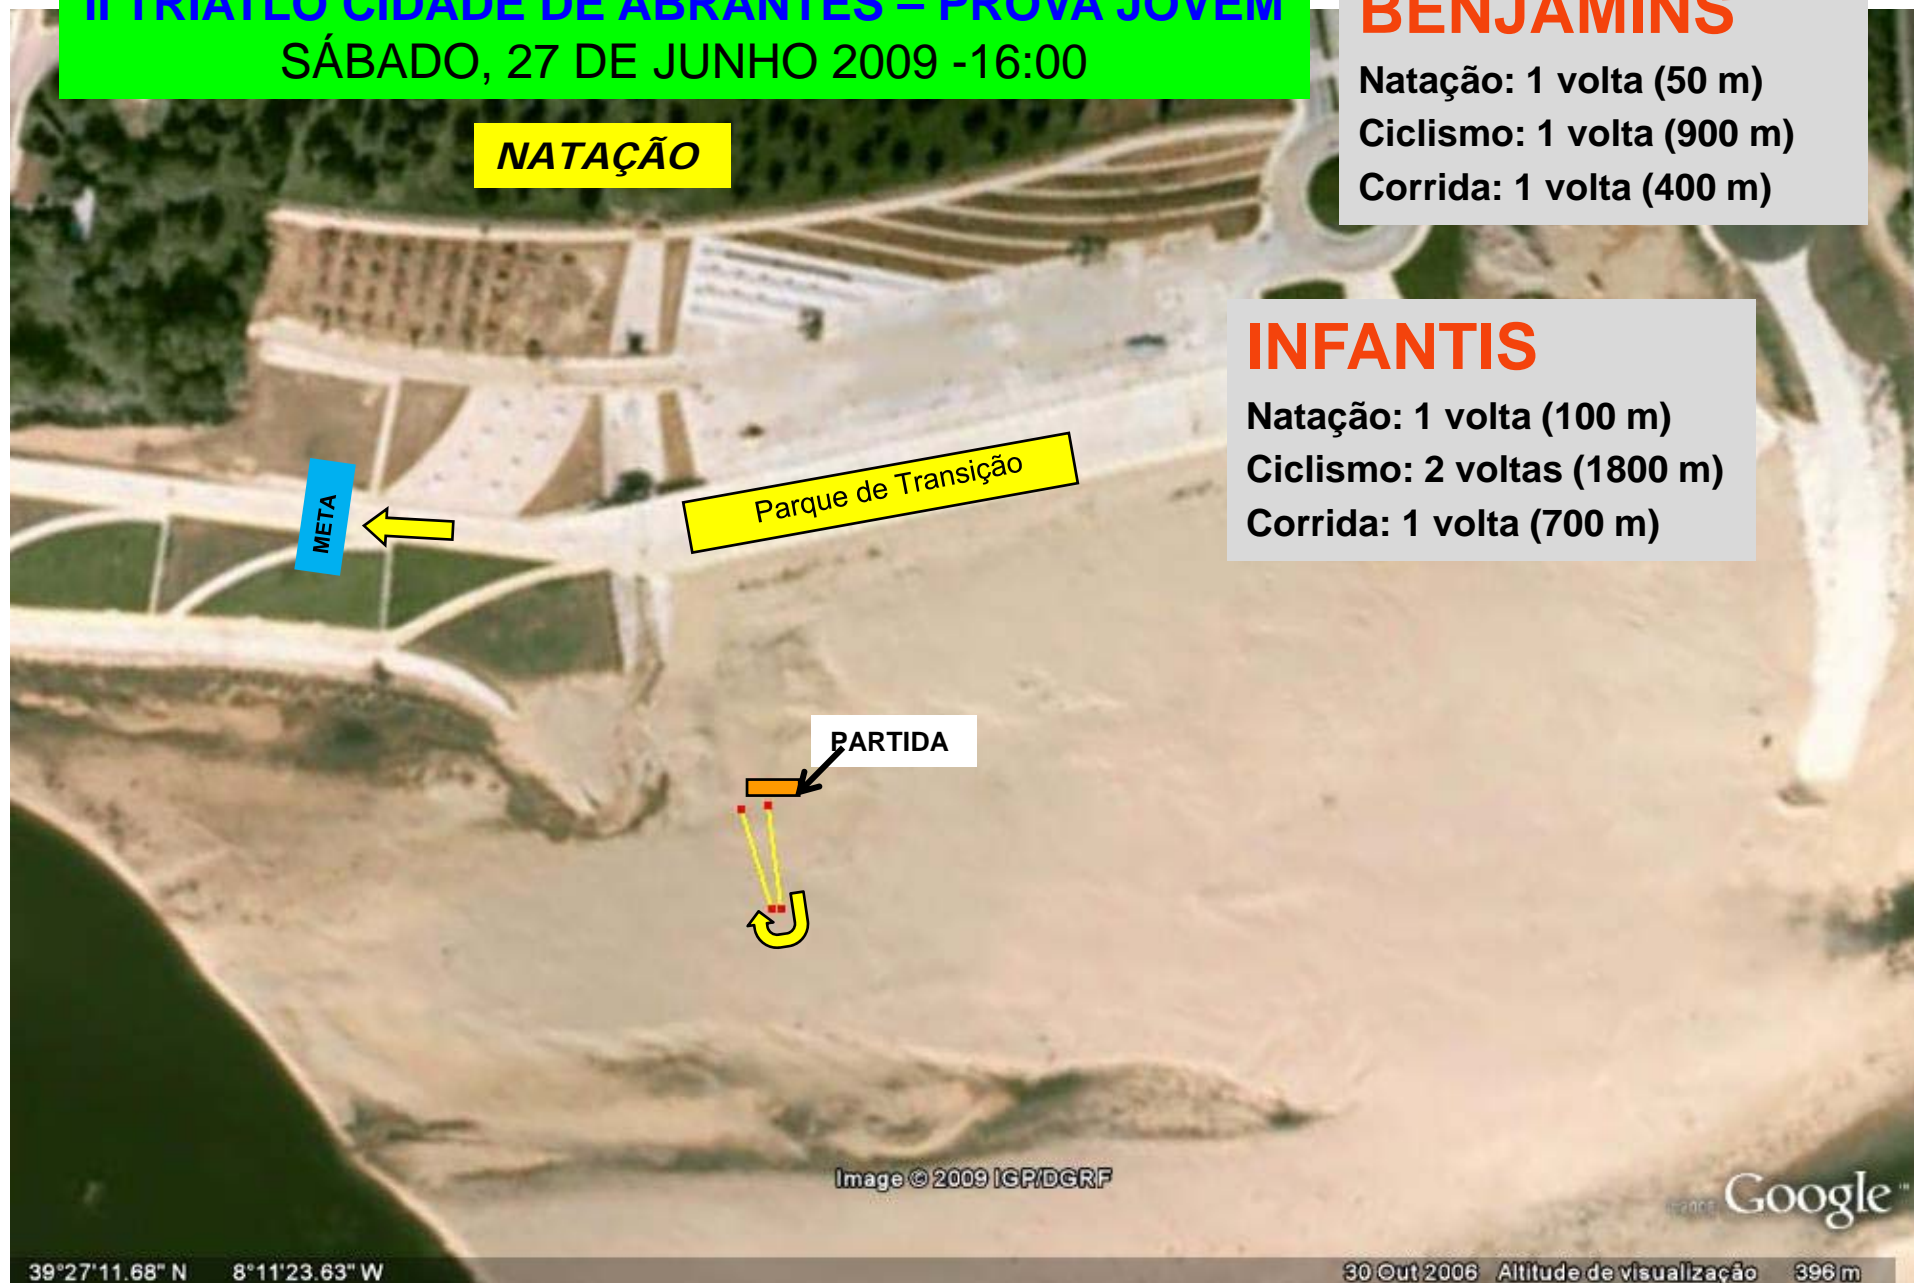 II TRIATLO CIDADE DE ABRANTES – PROVA JOVEM
SÁBADO, 27 DE JUNHO 2009 -16:00
NATAÇÃO
BENJAMINS
Natação: 1 volta (50 m)
Ciclismo: 1 volta (900 m)
Corrida: 1 volta (400 m)
INFANTIS
Natação: 1 volta (100 m)
Ciclismo: 2 voltas (1800 m)
Corrida: 1 volta (700 m)
Parque de Transição
META
PARTIDA
Image © 2009 IGP/DGRF
Google™
39°27'11.68" N 8°11'23.63" W
30 Out 2006 Altitude de visualização 396 m